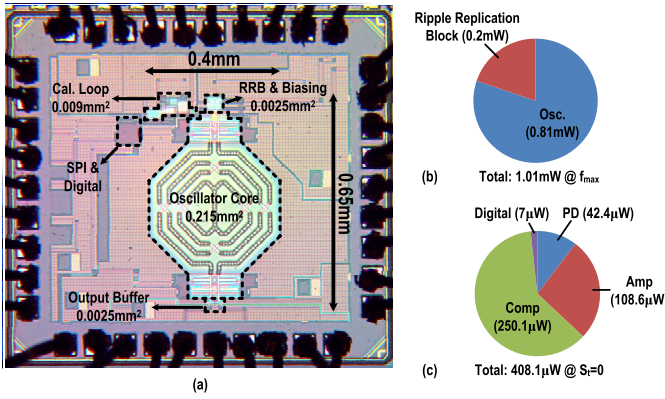 0.4mm
Cal. Loop
0.009mm²
RRB & Biasing
0.0025mm²
SPI &
Digital
Oscillator Core
0.215mm²
0.65mm
Output Buffer
0.0025mm²
(a)
Ripple Replication
Block (0.2mW)
Osc.
(0.81mW)
(b) Total: 1.01mW @ fmax
Digital (7μW)
PD (42.4μW)
Amp
(108.6μW)
Comp
(250.1μW)
(c) Total: 408.1μW @ St=0